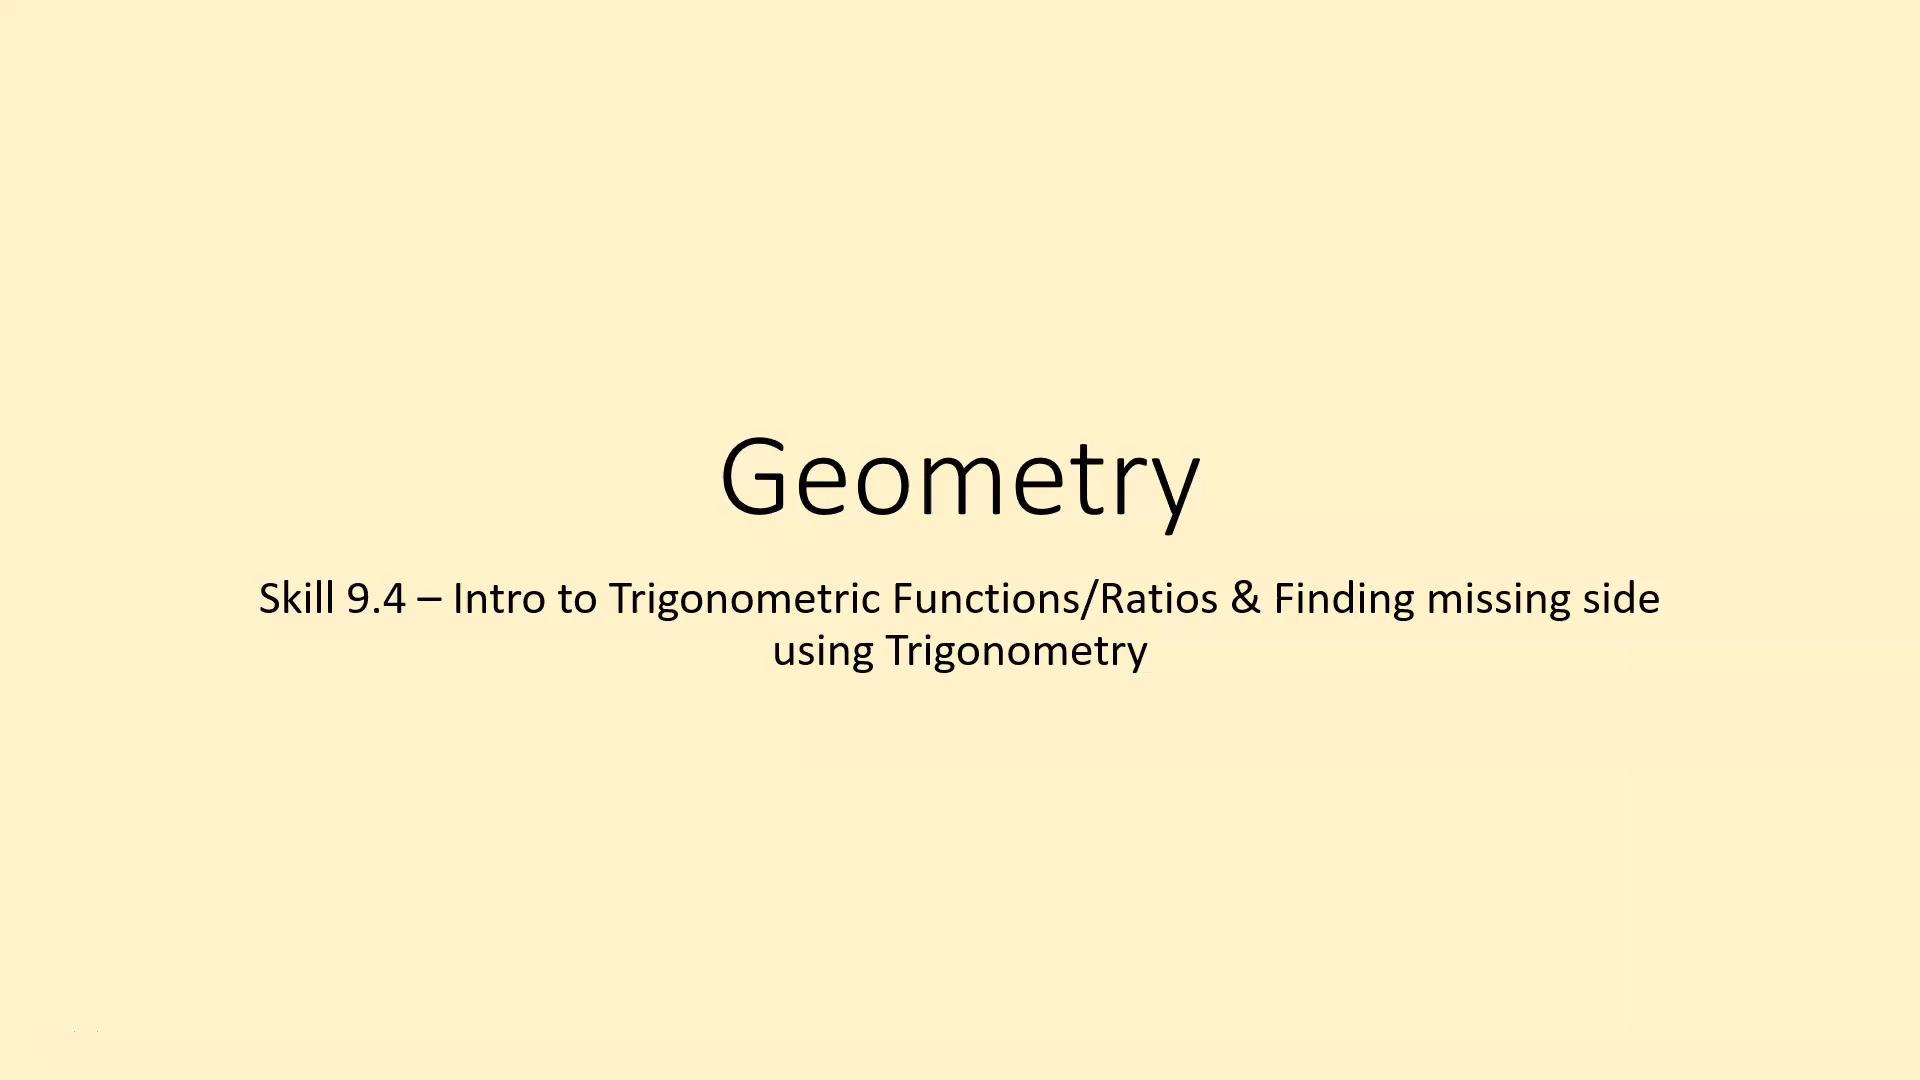 Geometry
Skill 9.4 – Intro to Trigonometric Functions/Ratios & Finding missing side
using Trigonometry